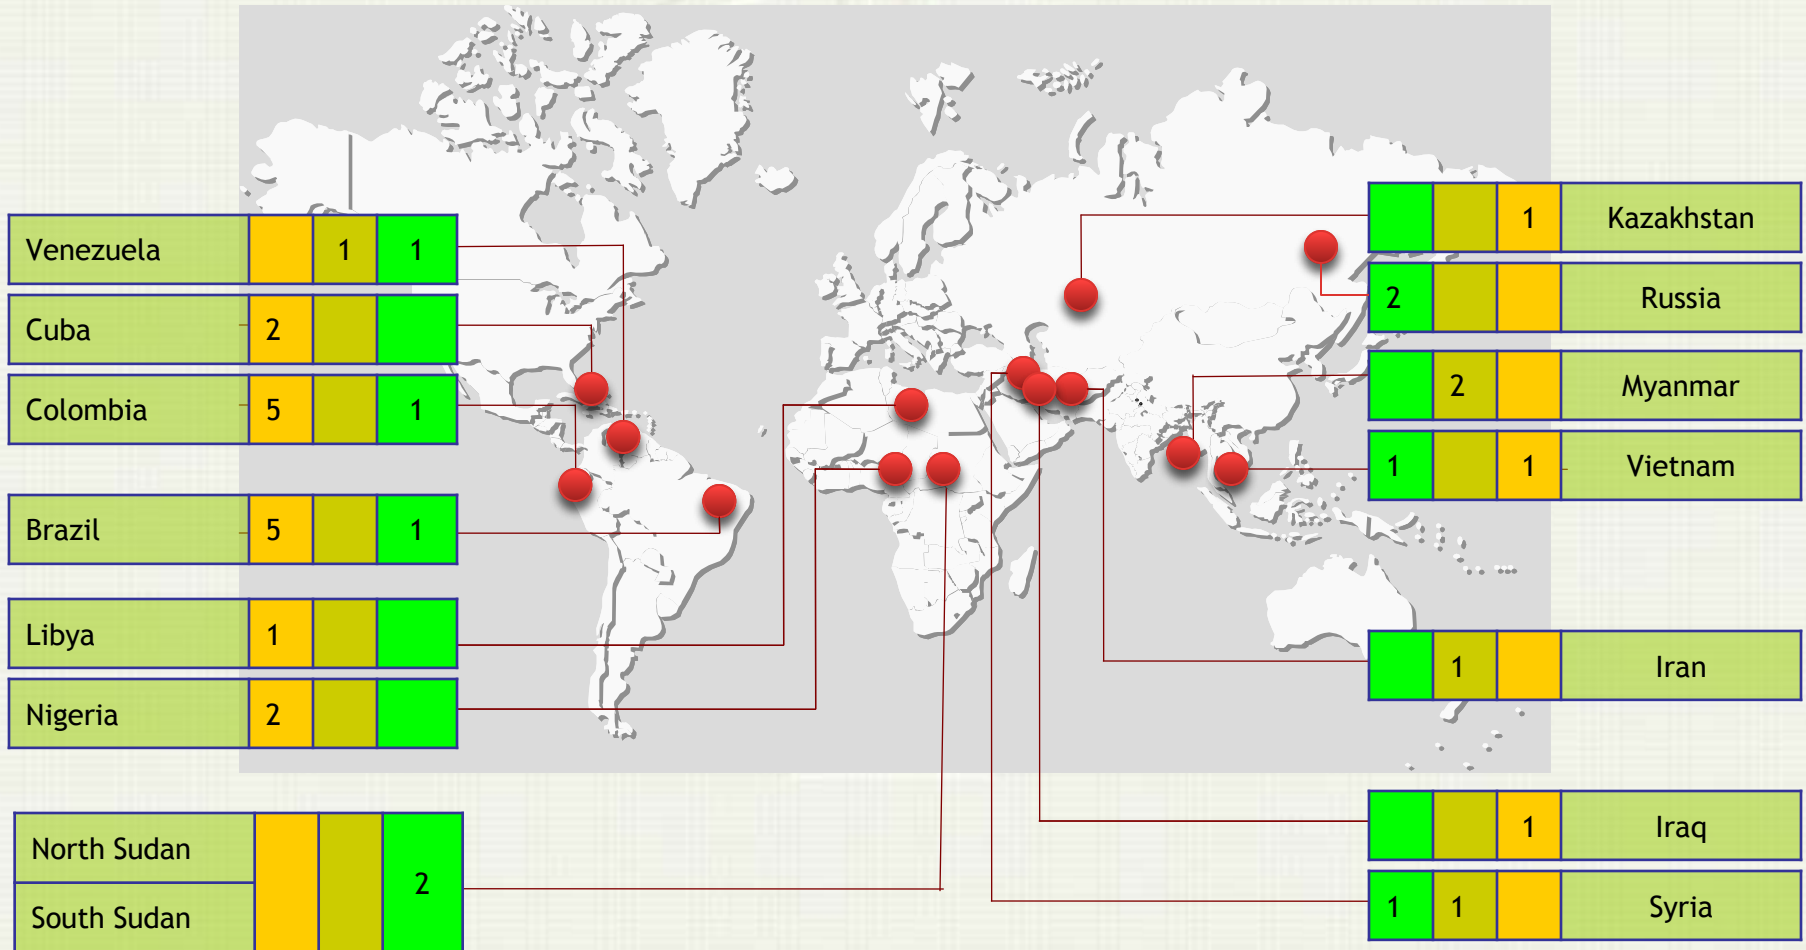 Venezuela 1 1
Cuba 2
Colombia 5 1
Brazil 5 1
Libya 1
Nigeria 2
North Sudan
2
South Sudan
1 Kazakhstan
2 Russia
2 Myanmar
1 1 Vietnam
1 Iran
1 Iraq
1 1 Syria